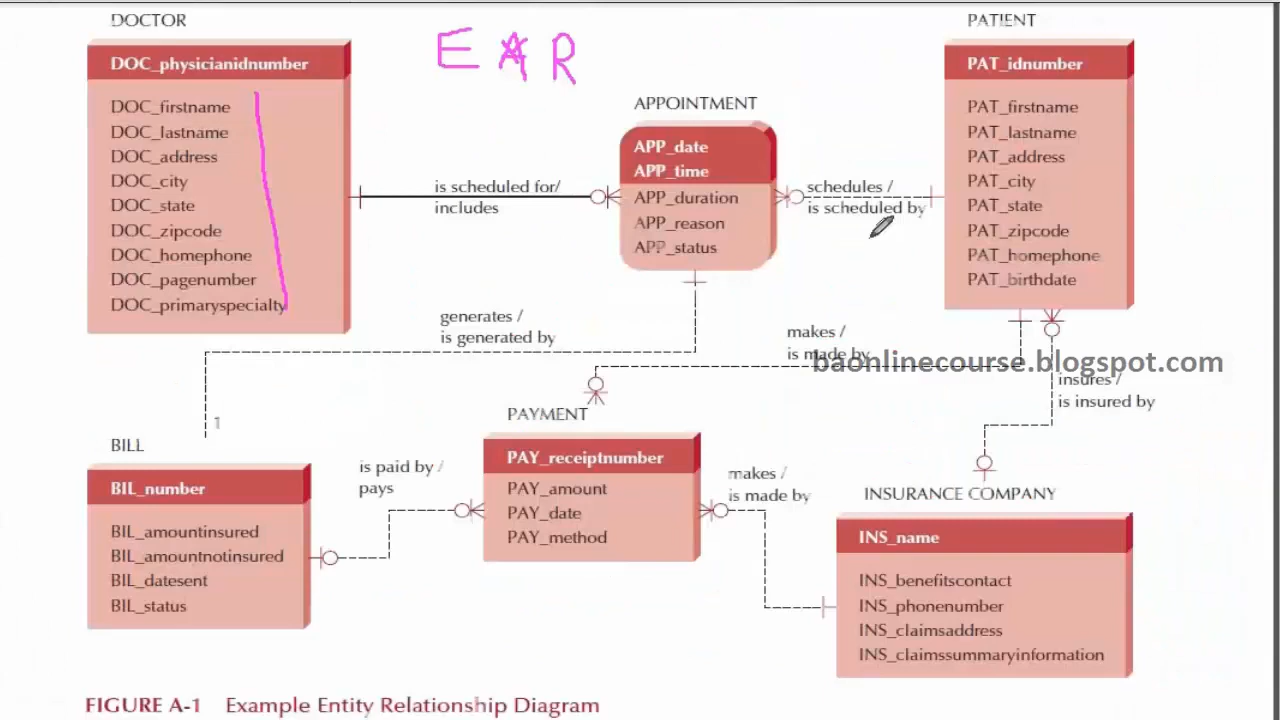 DOCTOR
DOC_physicianidnumber
DOC_firstname
DOC_lastname
DOC_address
DOC_city
DOC_state
DOC_zipcode
DOC_homephone
DOC_pagenumber
DOC_primaryspecialty
E A R
APPOINTMENT
APP_date
APP_time
APP_duration
APP_reason
APP_status
PATIENT
PAT_idnumber
PAT_firstname
PAT_lastname
PAT_address
PAT_city
PAT_state
PAT_zipcode
PAT_homephone
PAT_birthdate
is scheduled for/
includes
schedules /
is scheduled by
generates /
is generated by
makes /
is made by
baonlinecourse.blogspot.com
insures /
is insured by
1
BILL
BIL_number
BIL_amountinsured
BIL_amountnotinsured
BIL_datesent
BIL_status
is paid by /
pays
PAYMENT
PAY_receiptnumber
PAY_amount
PAY_date
PAY_method
makes /
is made by
INSURANCE COMPANY
INS_name
INS_benefitscontact
INS_phonenumber
INS_claimsaddress
INS_claimssummaryinformation
FIGURE A-1 Example Entity Relationship Diagram